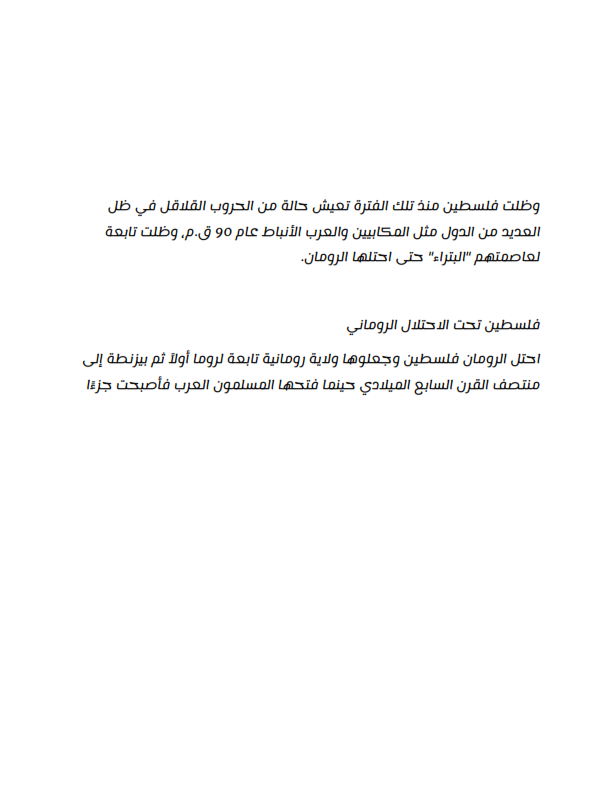 وظلت فلسطين منذ تلك الفترة تعيش حالة من الحروب القلاقل في ظل
العديد من الدول مثل المكابيين والعرب الأنباط عام 90 ق.م، وظلت تابعة
لعاصمتهم "البتراء" حتى احتلها الرومان.
فلسطين تحت الاحتلال الروماني
احتل الرومان فلسطين وجعلوها ولاية رومانية تابعة لروما أولاً ثم بيزنطة إلى
منتصف القرن السابع الميلادي حينما فتحها المسلمون العرب فأصبحت جزءًا